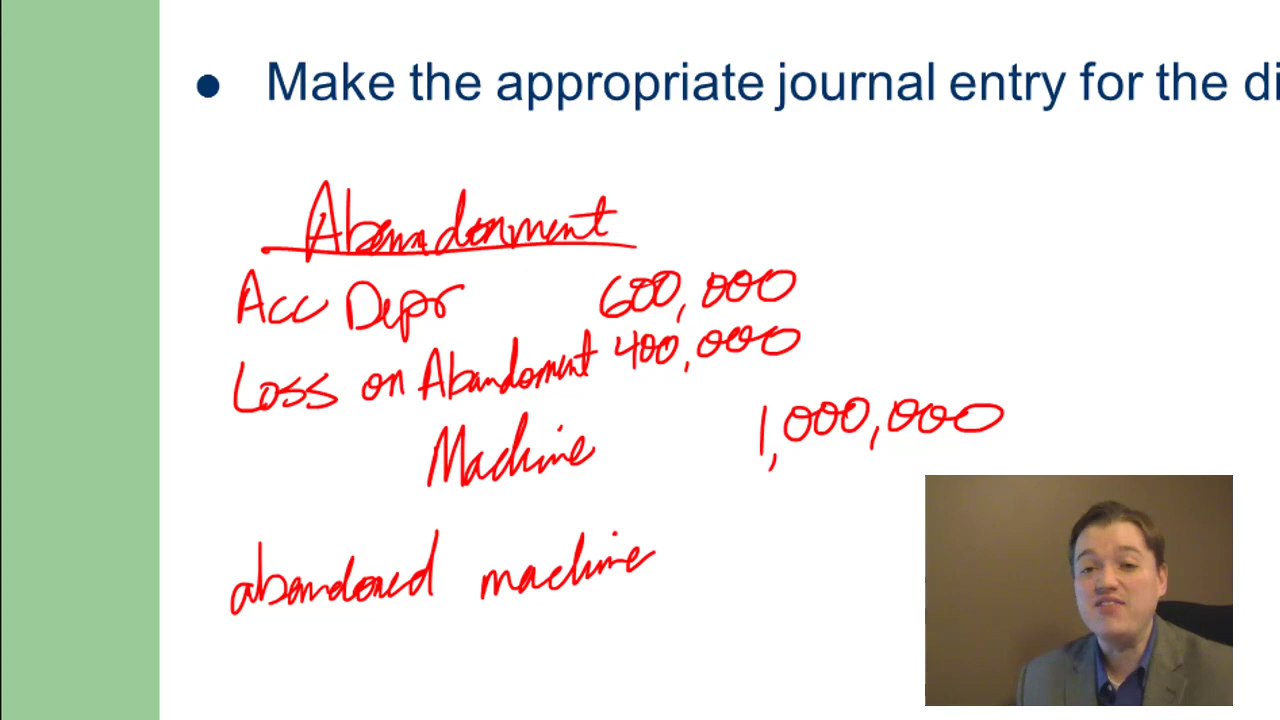 ● Make the appropriate journal entry for the di
Abandonment
Acc Depr 600,000
Loss on Abandoment 400,000
Machine 1,000,000
abandoned machine